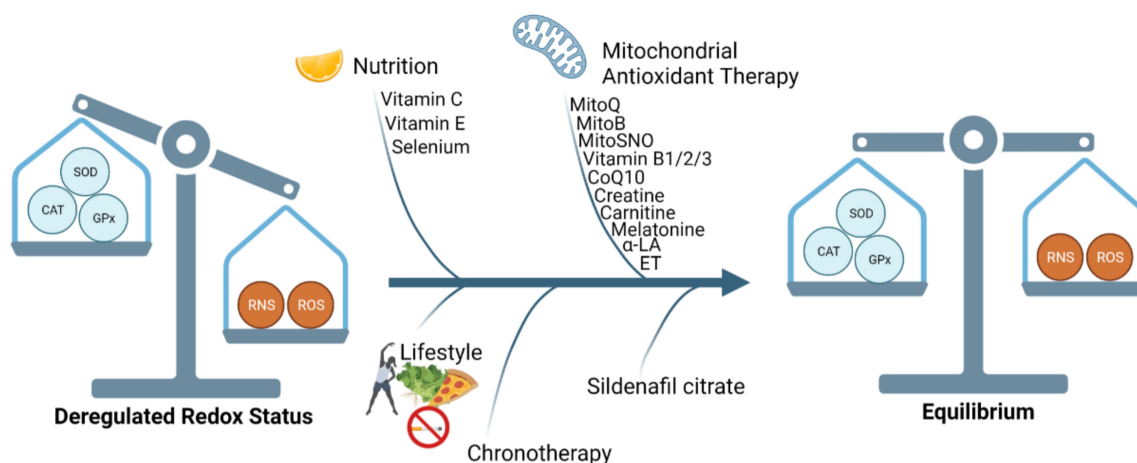 Nutrition
Vitamin C
Vitamin E
Selenium
Mitochondrial
Antioxidant Therapy
MitoQ
MitoB
MitoSNO
Vitamin B1/2/3
CoQ10
Creatine
Carnitine
Melatonine
α-LA
ET
SOD
CAT
GPx
RNS
ROS
Deregulated Redox Status
Lifestyle
Chronotherapy
Sildenafil citrate
SOD
CAT
GPx
RNS
ROS
Equilibrium